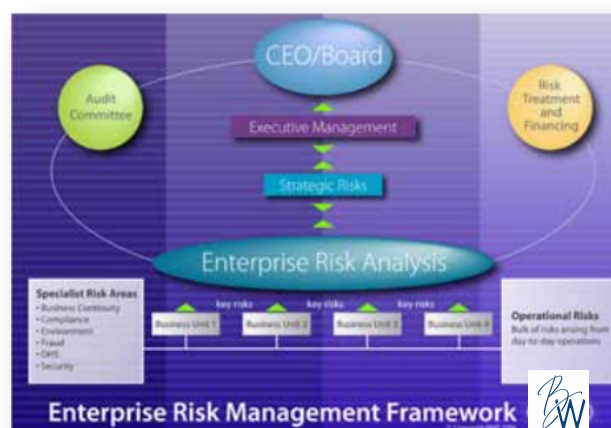 CEO/Board
Audit
Committee
Risk
Treatment
and
Financing
Executive Management
Strategic Risks
Enterprise Risk Analysis
Specialist Risk Areas
• Business Continuity
• Compliance
• Environment
• Fraud
• OHS
• Security
key risks key risks key risks
Business Unit 1 Business Unit 2 Business Unit 3 Business Unit 4
Operational Risks
Bulk of risks arising from
day-to-day operations
Enterprise Risk Management Framework
BW